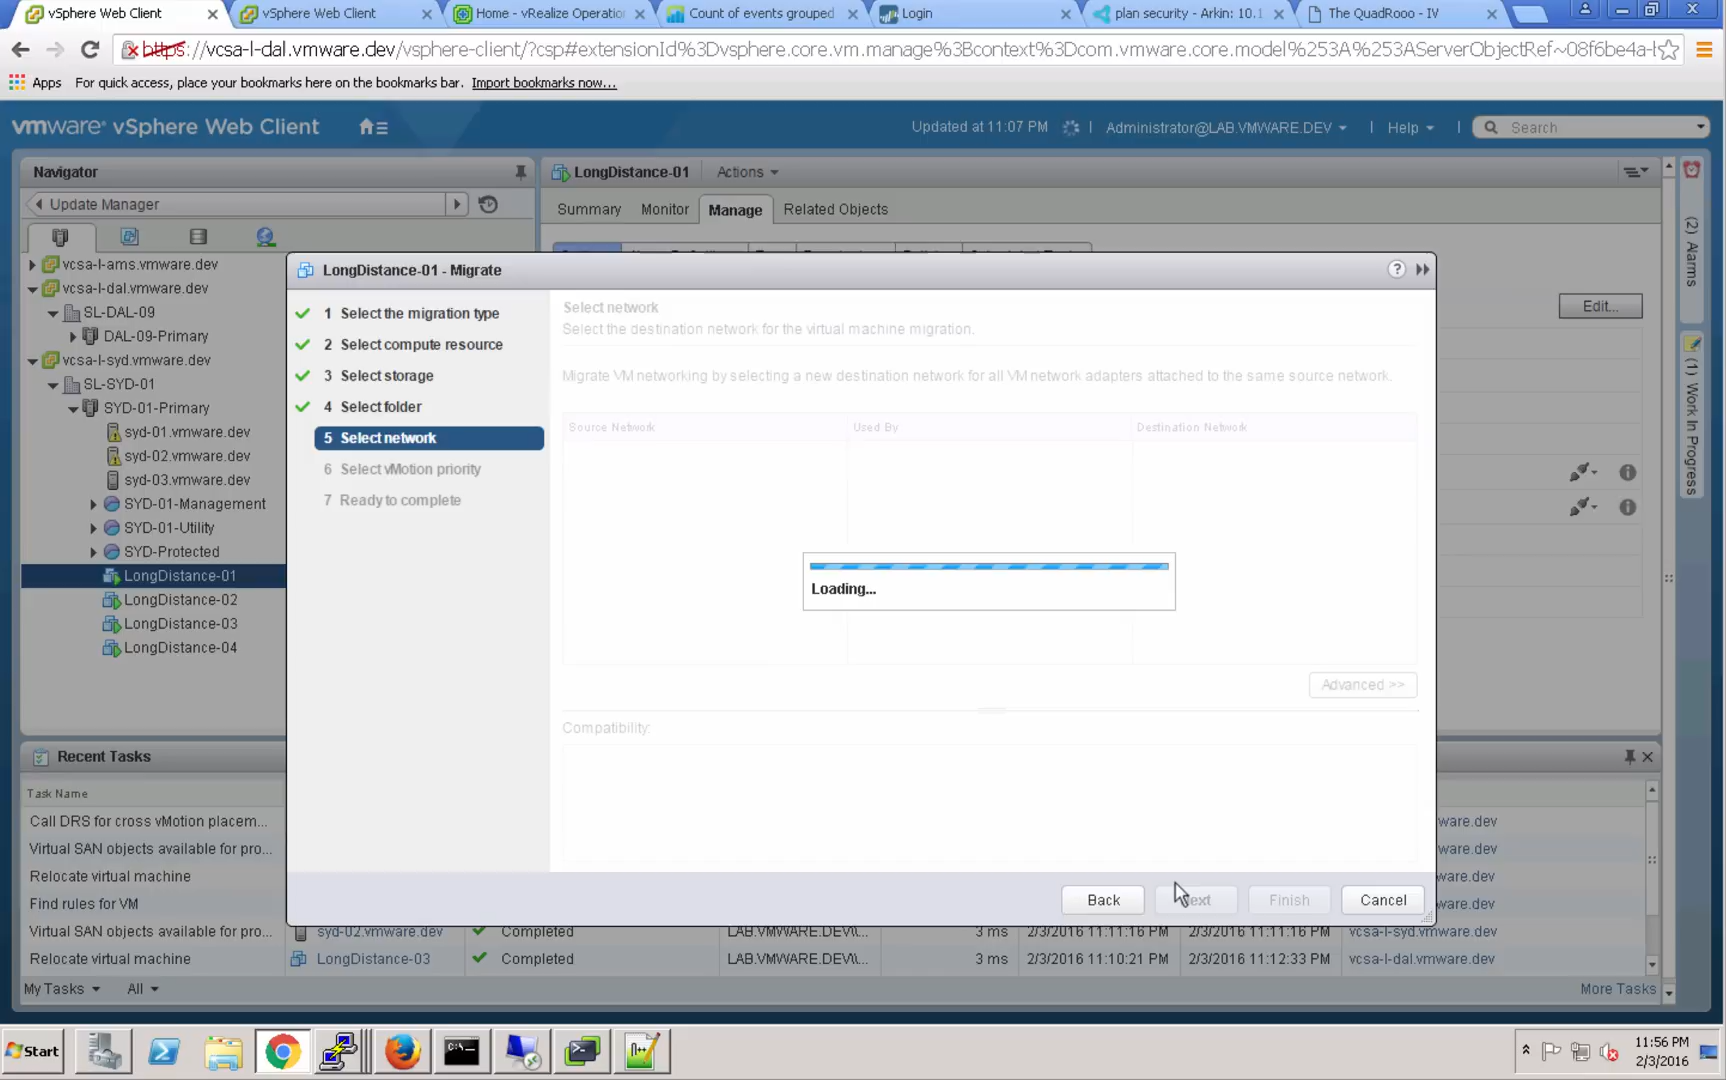 vSphere Web Client
vSphere Web Client
Home - vRealize Operation
Count of events grouped
Login
plan security - Arkin: 10.1
The QuadRooo - IV
https://vcsa-l-dal.vmware.dev/vsphere-client/?csp#extensionId%3Dvsphere.core.vm.manage%3Bcontext%3Dcom.vmware.core.model%253A%253AServerObjectRef~08f6be4a-
Apps
For quick access, place your bookmarks here on the bookmarks bar.
Import bookmarks now...
vmware® vSphere Web Client
Updated at 11:07 PM
Administrator@LAB.VMWARE.DEV
Help
Search
Navigator
Update Manager
LongDistance-01
Actions
Summary
Monitor
Manage
Related Objects
(2) Alarms
(1) Work In Progress
Edit...
vcsa-l-ams.vmware.dev
vcsa-l-dal.vmware.dev
SL-DAL-09
DAL-09-Primary
vcsa-l-syd.vmware.dev
SL-SYD-01
SYD-01-Primary
syd-01.vmware.dev
syd-02.vmware.dev
syd-03.vmware.dev
SYD-01-Management
SYD-01-Utility
SYD-Protected
LongDistance-01
LongDistance-02
LongDistance-03
LongDistance-04
LongDistance-01 - Migrate
1 Select the migration type
2 Select compute resource
3 Select storage
4 Select folder
5 Select network
6 Select vMotion priority
7 Ready to complete
Select network
Select the destination network for the virtual machine migration.
Migrate VM networking by selecting a new destination network for all VM network adapters attached to the same source network.
Source Network
Used By
Destination Network
Loading...
Advanced >>
Compatibility:
Back
Finish
Cancel
Recent Tasks
Task Name
Call DRS for cross vMotion placem...
ware.dev
Virtual SAN objects available for pro...
ware.dev
Relocate virtual machine
ware.dev
Find rules for VM
ware.dev
Virtual SAN objects available for pro...
syd-02.vmware.dev
Completed
LAB.VMWARE.DEV\\...
3 ms
2/3/2016 11:11:16 PM
2/3/2016 11:11:16 PM
vcsa-l-syd.vmware.dev
Relocate virtual machine
LongDistance-03
Completed
LAB.VMWARE.DEV\\...
3 ms
2/3/2016 11:10:21 PM
2/3/2016 11:12:33 PM
vcsa-l-dal.vmware.dev
My Tasks
All
More Tasks
Start
11:56 PM
2/3/2016